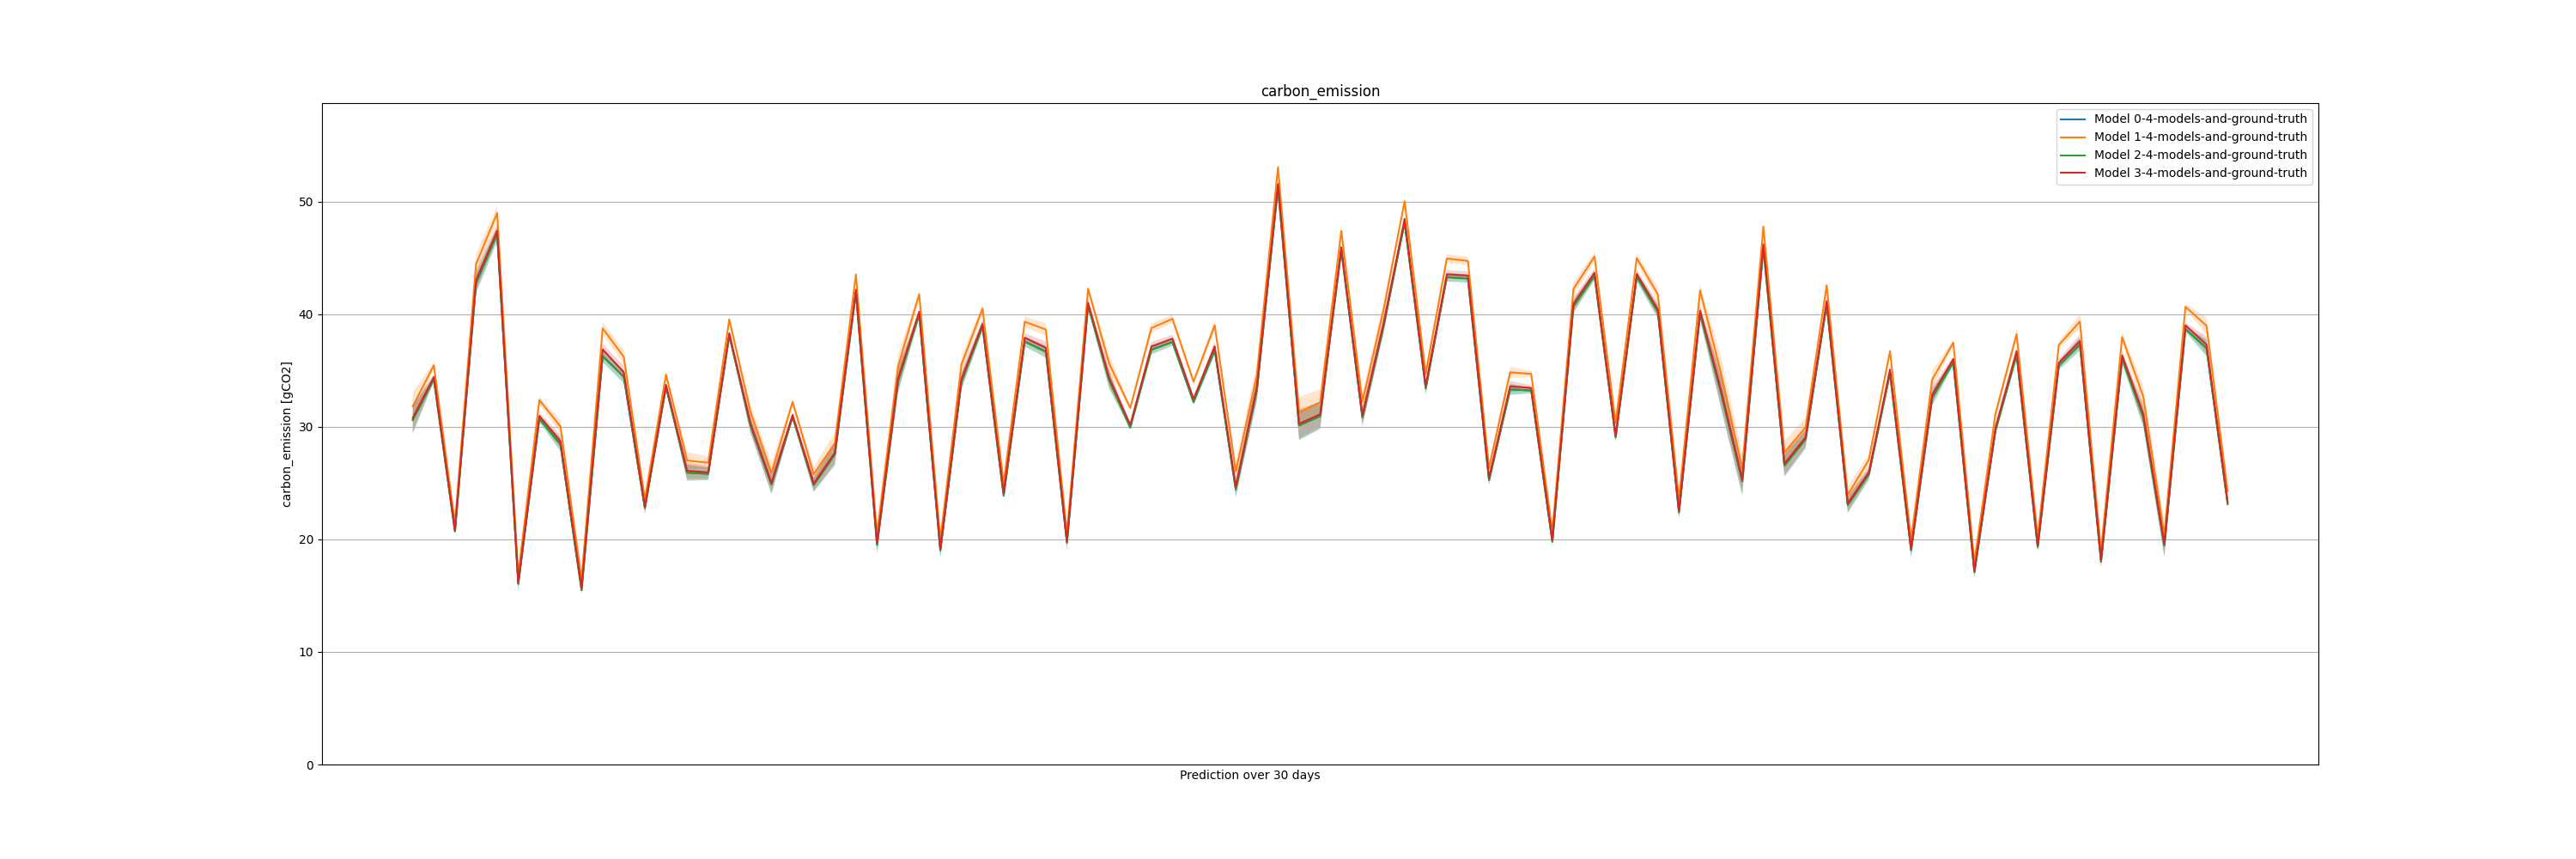 carbon_emission
Model 0-4-models-and-ground-truth
Model 1-4-models-and-ground-truth
Model 2-4-models-and-ground-truth
Model 3-4-models-and-ground-truth
50
40
30
20
10
0
carbon_emission [gCO2]
Prediction over 30 days